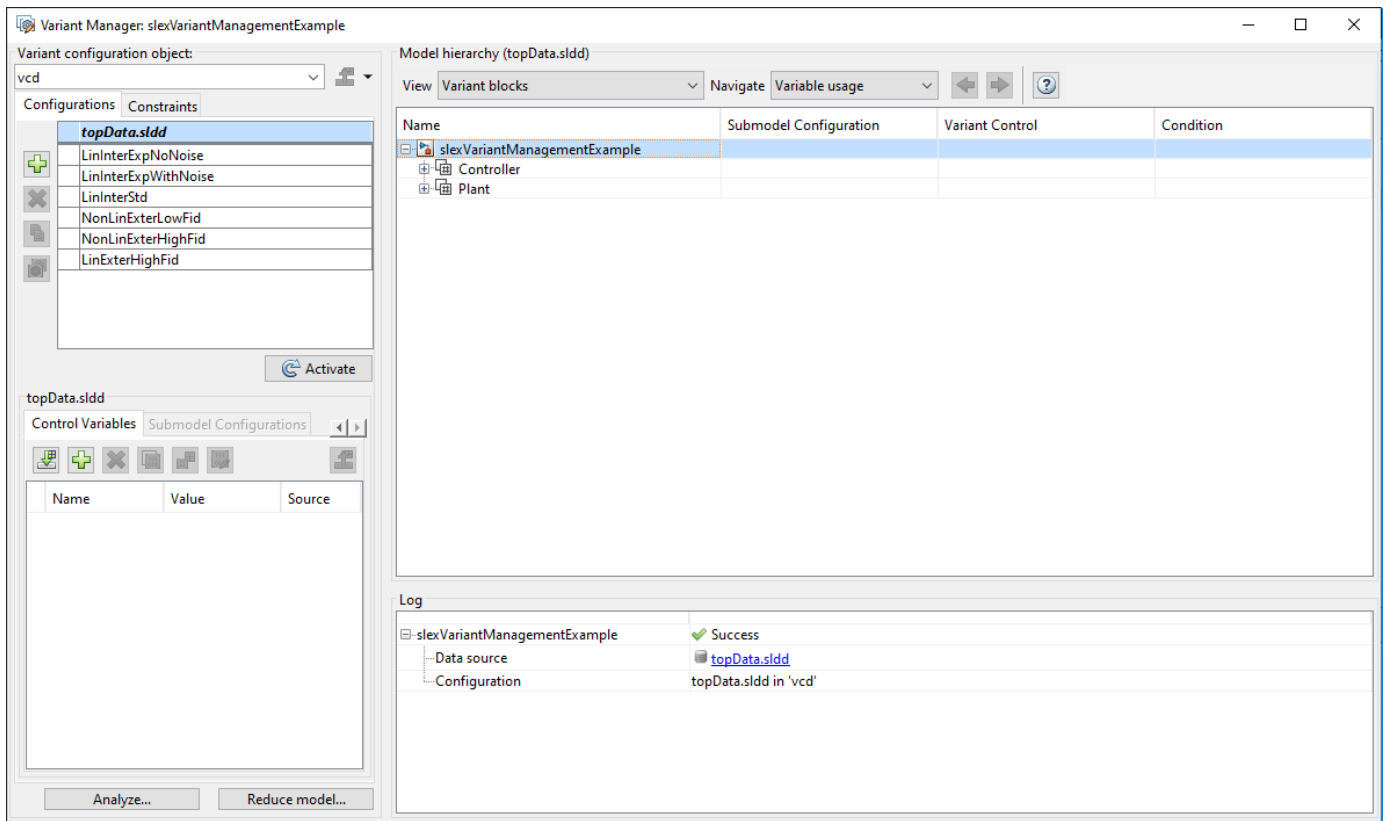 Variant Manager: slexVariantManagementExample
Variant configuration object:
vcd
Configurations Constraints
topData.sldd
LinInterExpNoNoise
LinInterExpWithNoise
LinInterStd
NonLinExterLowFid
NonLinExterHighFid
LinExterHighFid
Activate
topData.sldd
Control Variables Submodel Configurations
Name Value Source
Analyze... Reduce model...
Model hierarchy (topData.sldd)
View Variant blocks Navigate Variable usage
Name Submodel Configuration Variant Control Condition
slexVariantManagementExample
Controller
Plant
Log
slexVariantManagementExample Success
Data source topData.sldd
Configuration topData.sldd in 'vcd'